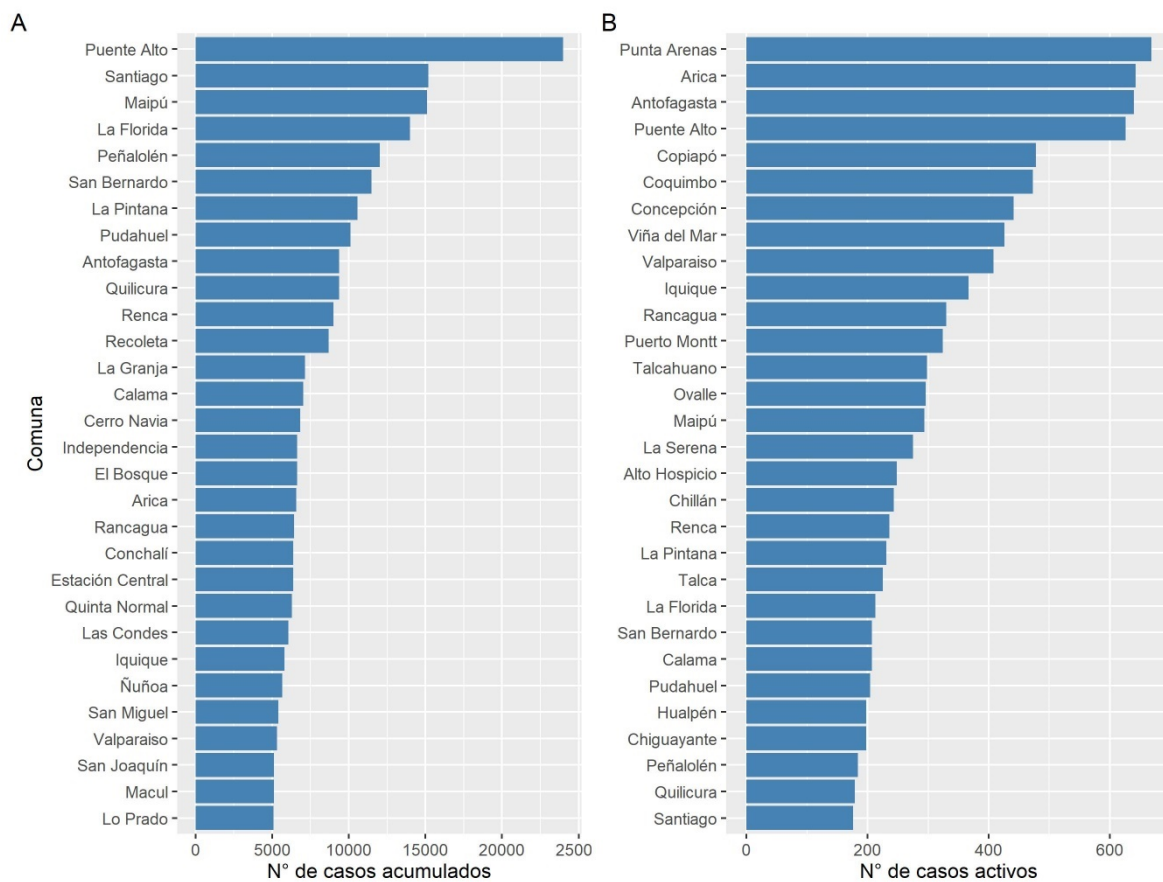 A
Comuna
Puente Alto
Santiago
Maipú
La Florida
Peñalolén
San Bernardo
La Pintana
Pudahuel
Antofagasta
Quilicura
Renca
Recoleta
La Granja
Calama
Cerro Navia
Independencia
El Bosque
Arica
Rancagua
Conchalí
Estación Central
Quinta Normal
Las Condes
Iquique
Ñuñoa
San Miguel
Valparaiso
San Joaquín
Macul
Lo Prado
0 5000 10000 15000 20000 2500
N° de casos acumulados
B
Punta Arenas
Arica
Antofagasta
Puente Alto
Copiapó
Coquimbo
Concepción
Viña del Mar
Valparaiso
Iquique
Rancagua
Puerto Montt
Talcahuano
Ovalle
Maipú
La Serena
Alto Hospicio
Chillán
Renca
La Pintana
Talca
La Florida
San Bernardo
Calama
Pudahuel
Hualpén
Chiguayante
Peñalolén
Quilicura
Santiago
0 200 400 600
N° de casos activos